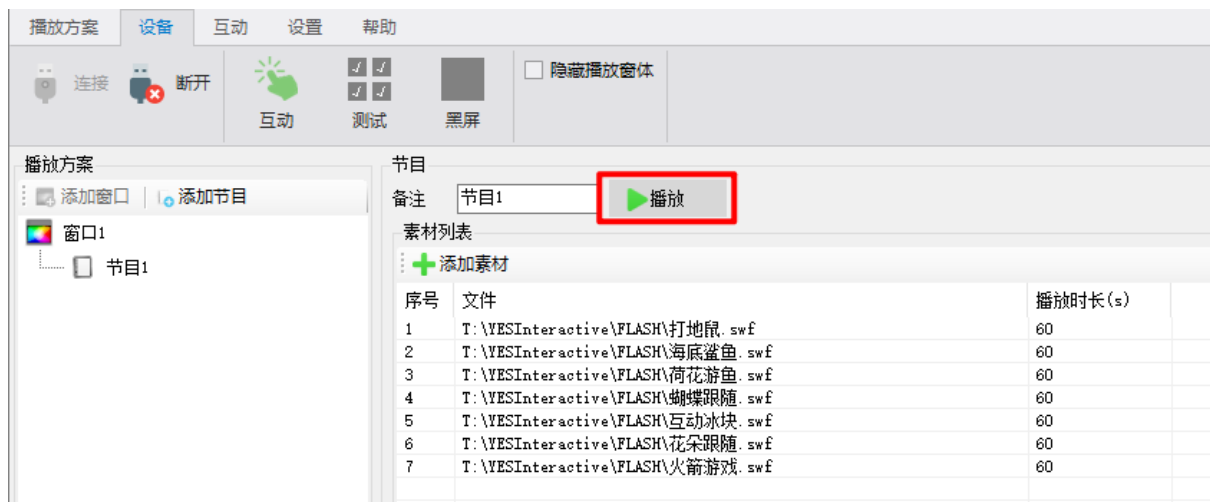 播放方案 设备 互动 设置 帮助
连接 断开 互动 测试 黑屏 隐藏播放窗体
播放方案
添加窗口 添加节目
窗口1
节目1
节目
备注 节目1 播放
素材列表
添加素材
序号 文件 播放时长(s)
1 T:\YESInteractive\FLASH\打地鼠.swf 60
2 T:\YESInteractive\FLASH\海底鲨鱼.swf 60
3 T:\YESInteractive\FLASH\荷花游鱼.swf 60
4 T:\YESInteractive\FLASH\蝴蝶跟随.swf 60
5 T:\YESInteractive\FLASH\互动冰块.swf 60
6 T:\YESInteractive\FLASH\花朵跟随.swf 60
7 T:\YESInteractive\FLASH\火箭游戏.swf 60